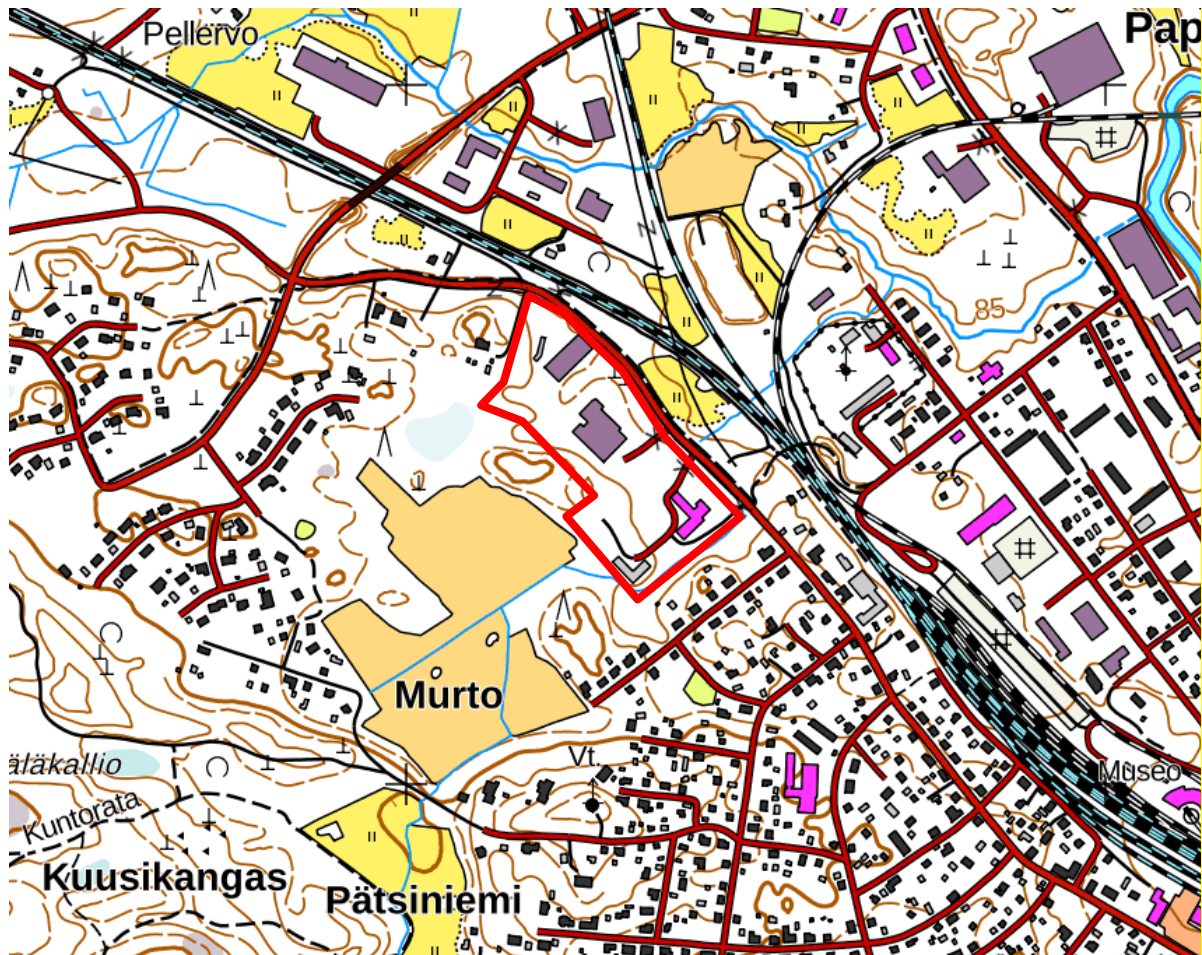 Pellervo
Pap
85
Murto
Vt.
Museo
äläkallio
Kuntorata
Kuusikangas
Pätsiniemi